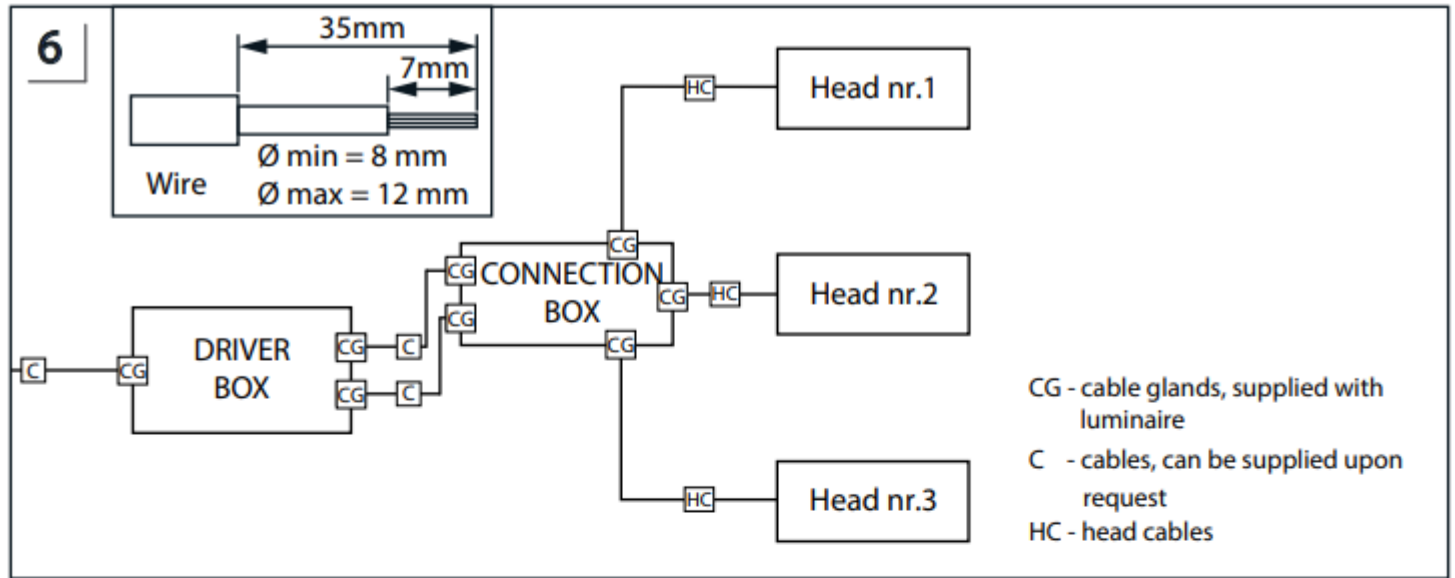 6
35mm
7mm
Ø min = 8 mm
Wire
Ø max = 12 mm
HC
Head nr.1
CG
CG
CONNECTION
BOX
CG
HC
Head nr.2
CG
CG
DRIVER
BOX
CG
C
C
CG
CG
C
HC
Head nr.3
CG - cable glands, supplied with
luminaire
C - cables, can be supplied upon
request
HC - head cables